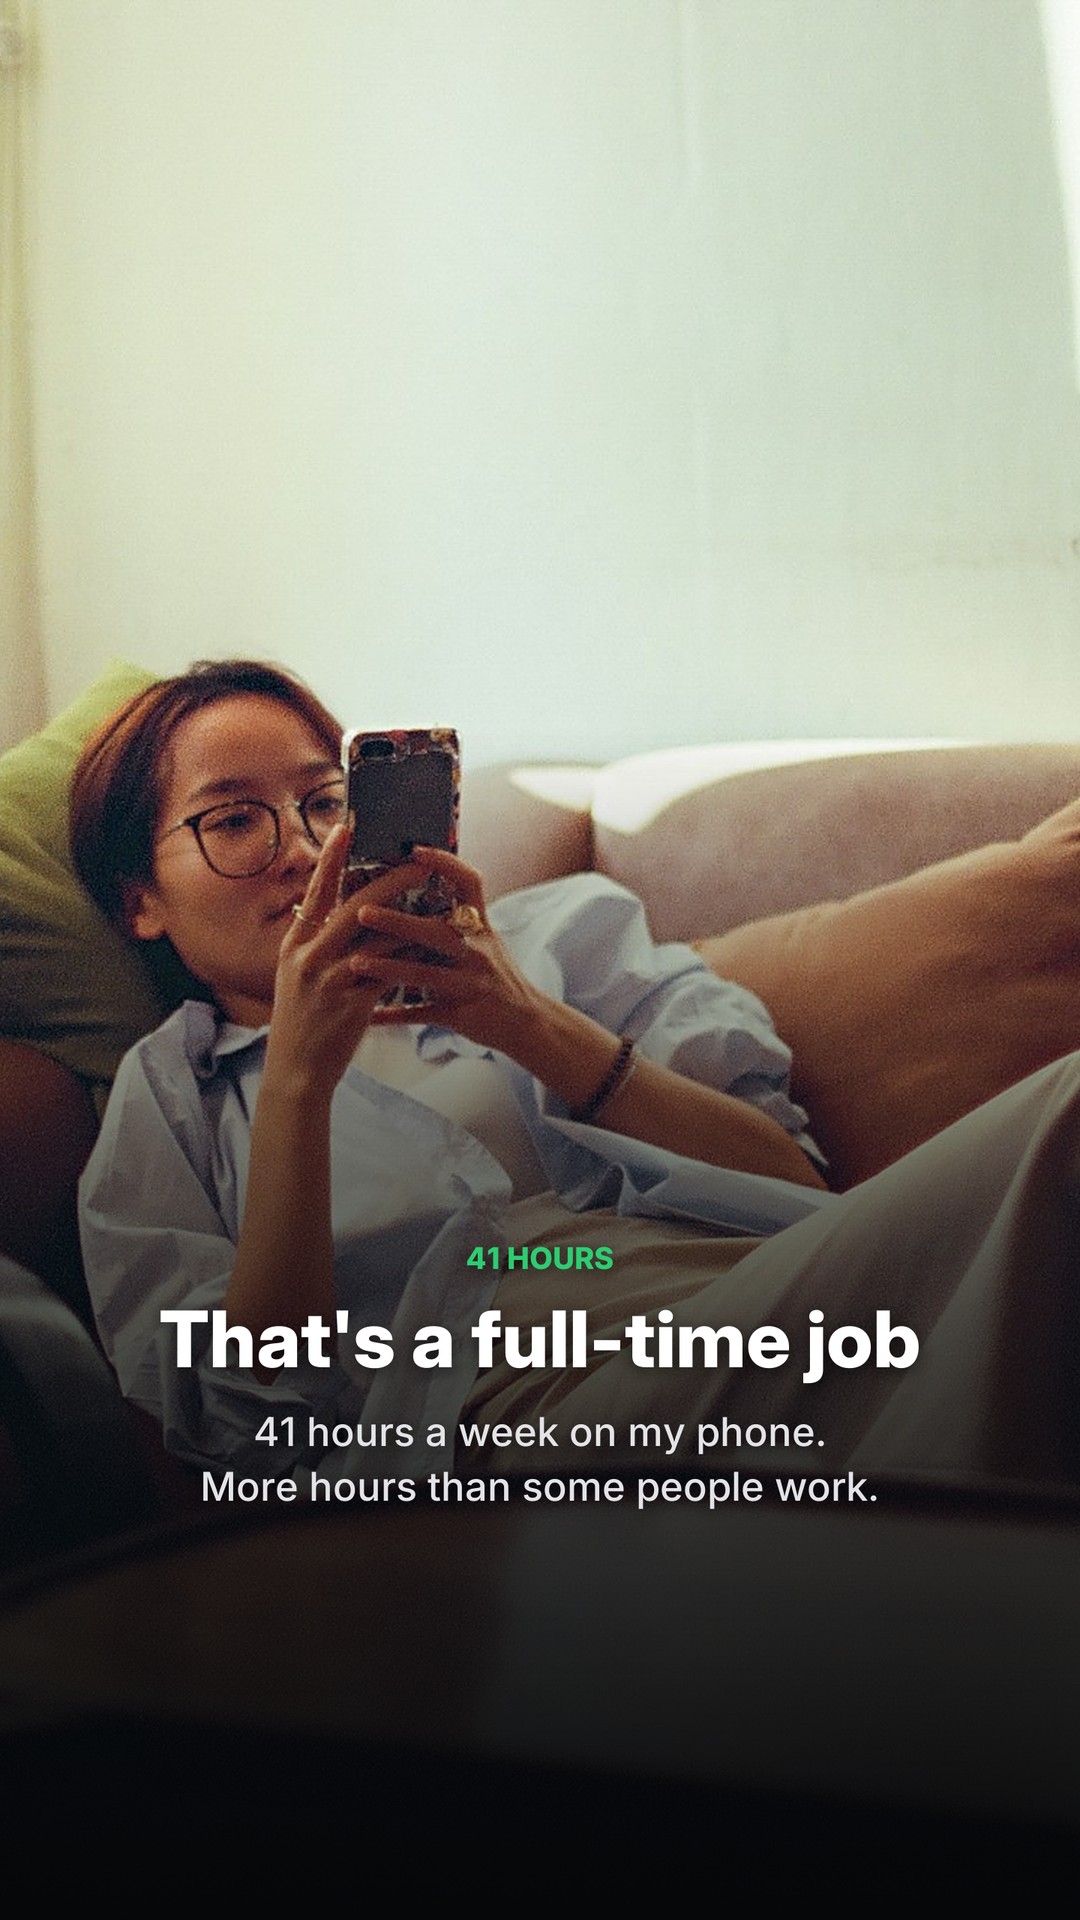 41 HOURS
That's a full-time job
41 hours a week on my phone.
More hours than some people work.